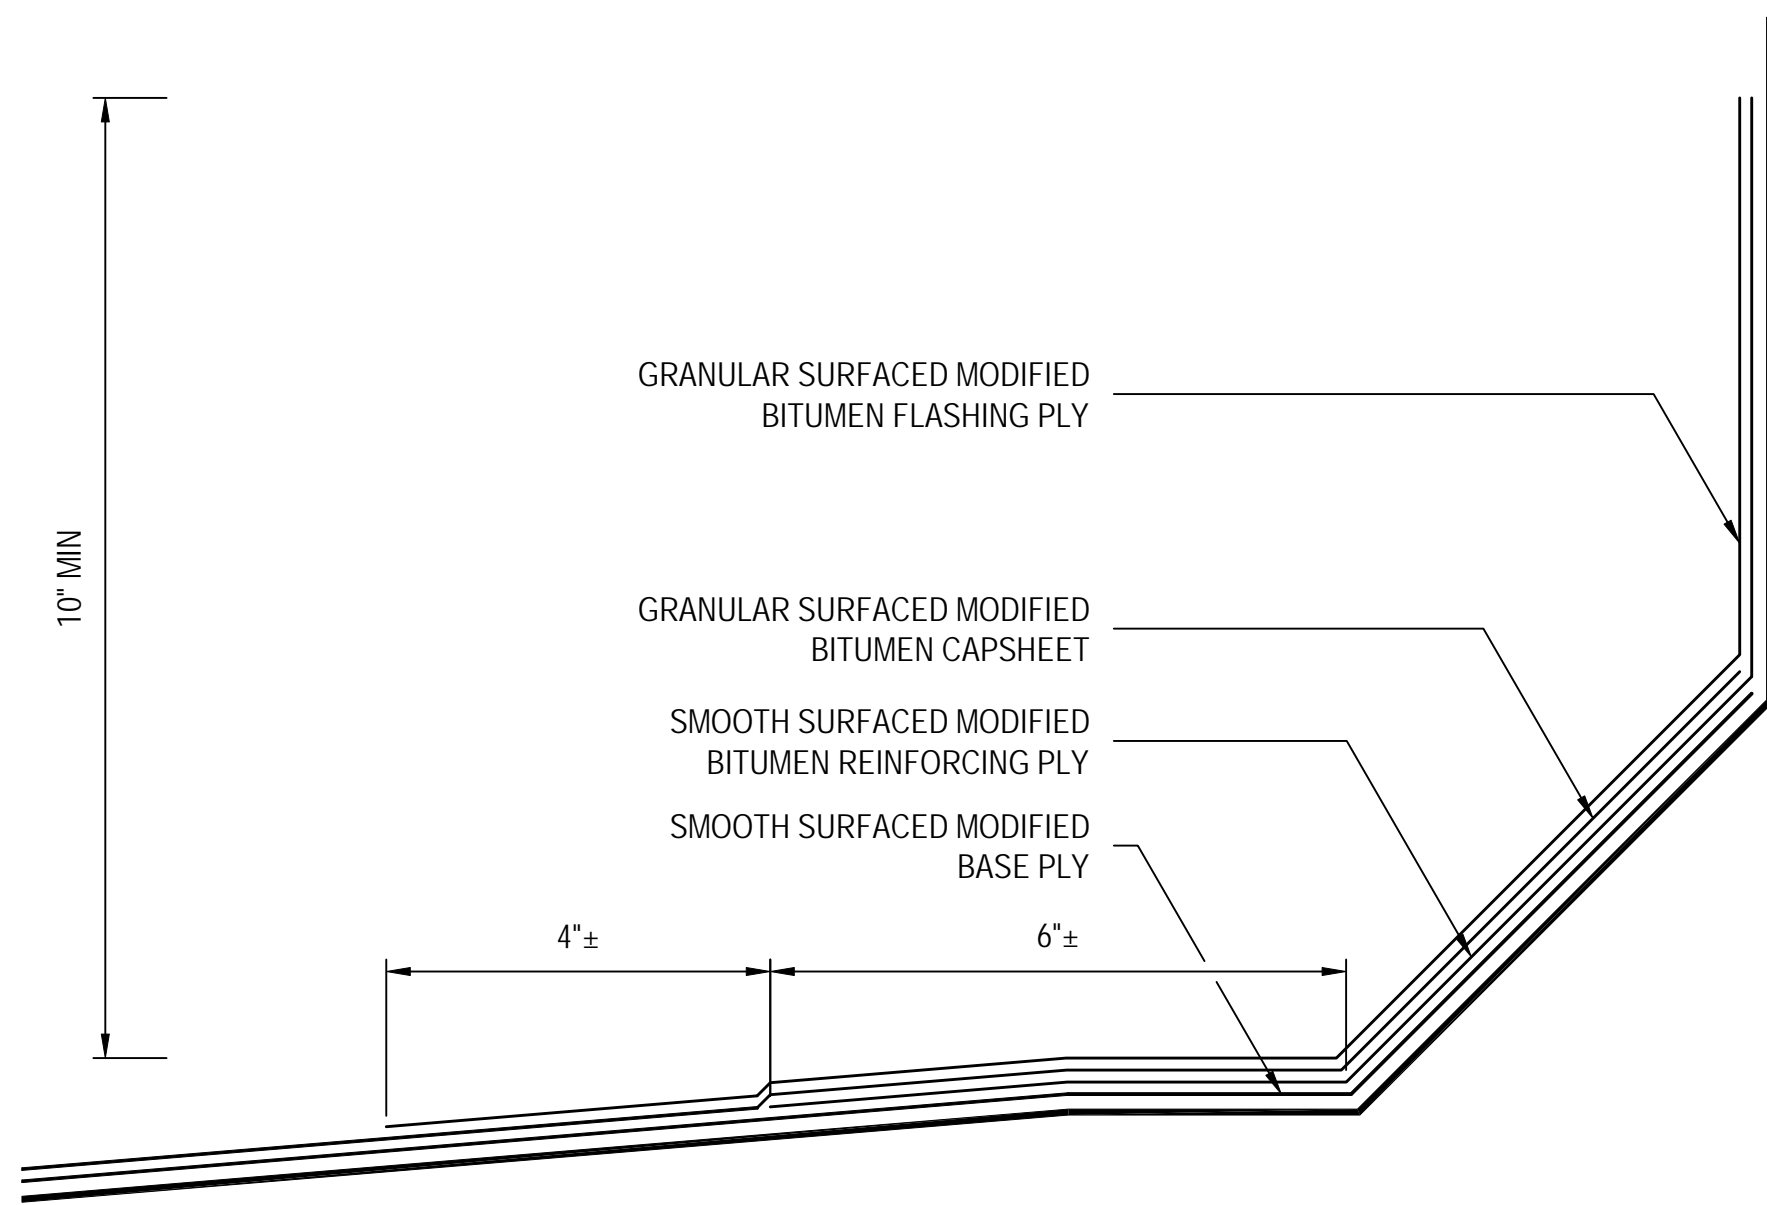 GRANULAR SURFACED MODIFIED
BITUMEN FLASHING PLY
10" MIN
GRANULAR SURFACED MODIFIED
BITUMEN CAPSHEET
SMOOTH SURFACED MODIFIED
BITUMEN REINFORCING PLY
SMOOTH SURFACED MODIFIED
BASE PLY
4"±
6"±